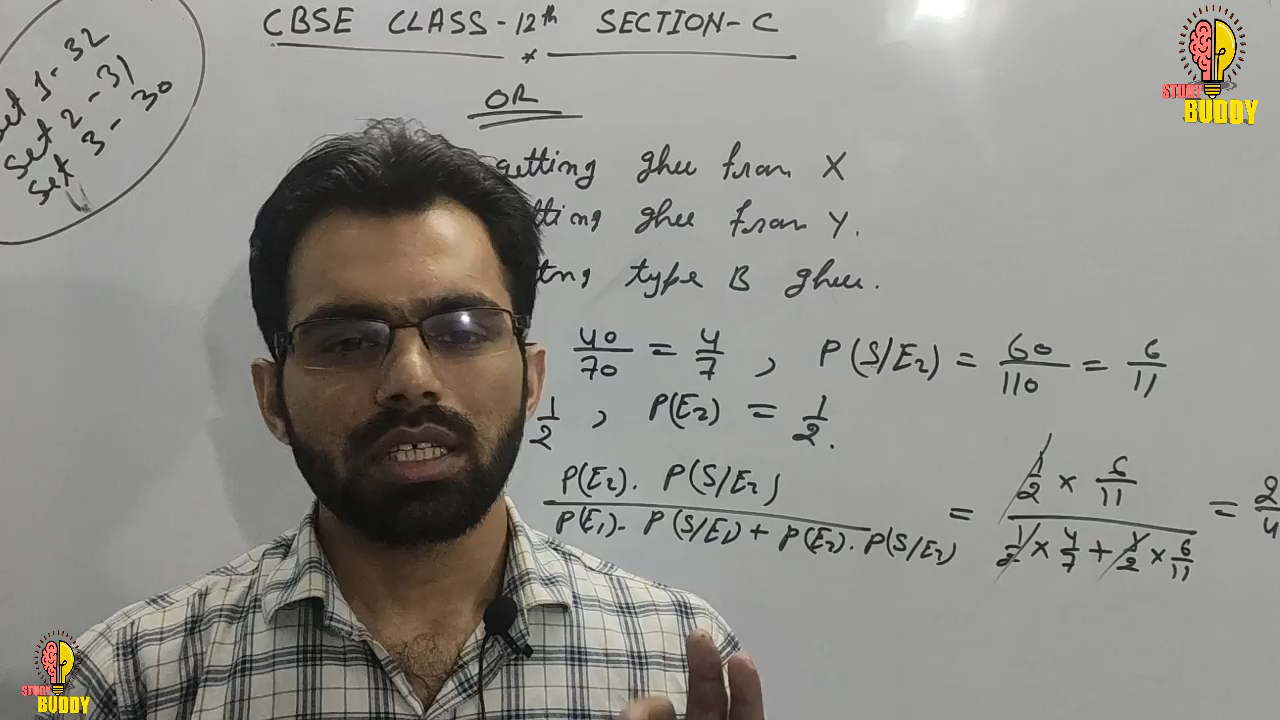 CBSE CLASS-12th SECTION-C
set 1-32
set 2-31
set 3-30
OR
getting ghee from X
ghee from Y.
type B ghee.
40/70 = 4/7 , P(S/E2) = 60/110 = 6/11
1/2 , P(E2) = 1/2.
P(E2). P(S/E2) / P(E1). P(S/E1) + P(E2). P(S/E2) = 1/2 × 6/11 / 1/2 × 4/7 + 1/2 × 6/11 =
STUDY
BUDDY
STUDY
BUDDY